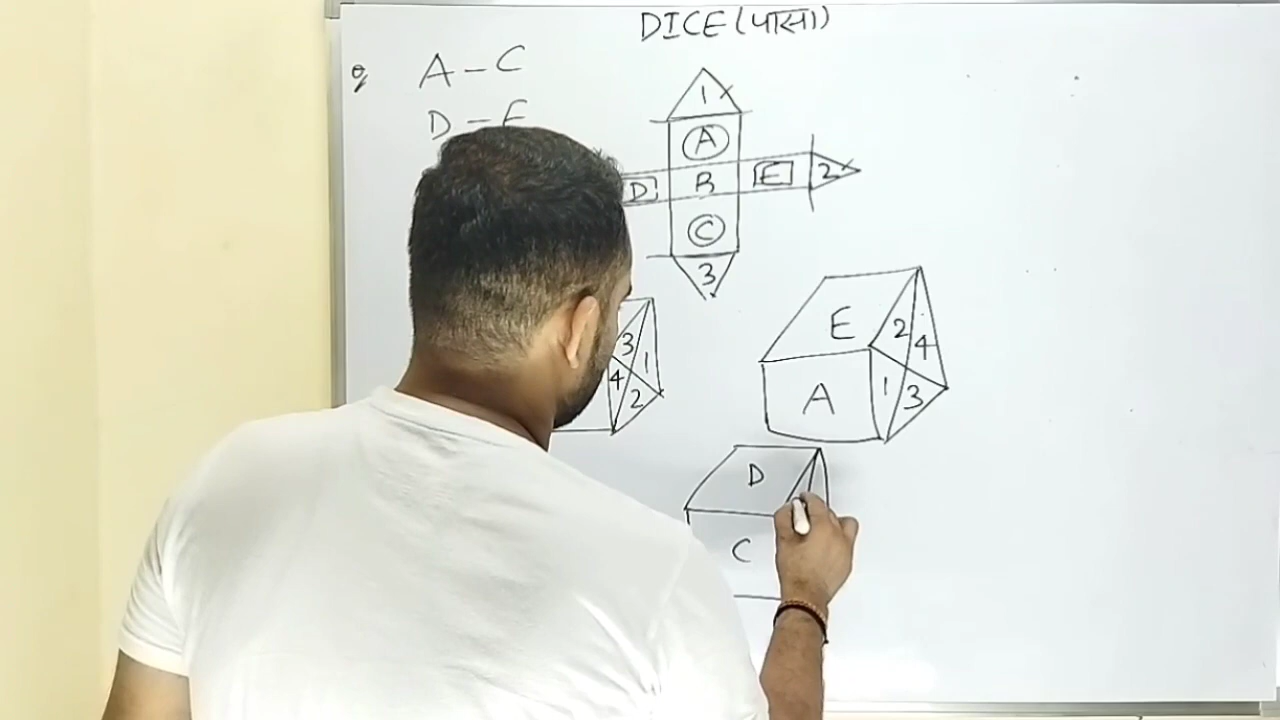 DICE (पासा)
Q A - C
D - E
1
A
D B E 2
C
3
3 1
4 2
E 2 4
A 1 3
D
C